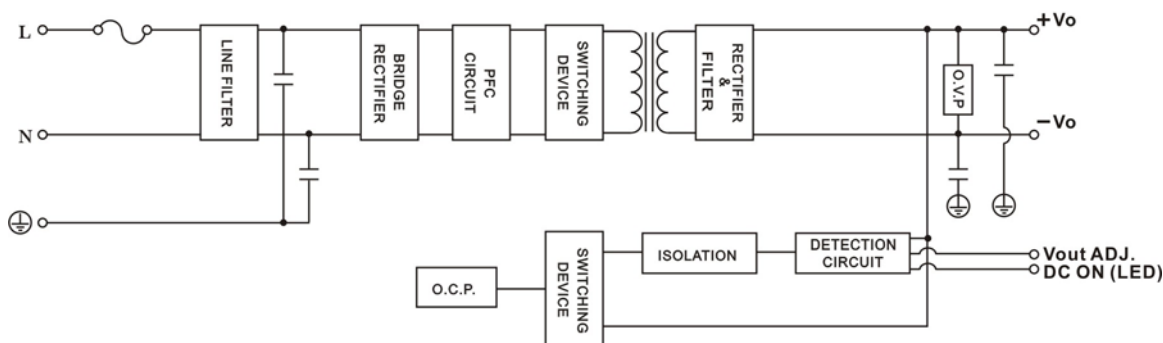 L
N
LINE FILTER
BRIDGE
RECTIFIER
PFC
CIRCUIT
SWITCHING
DEVICE
RECTIFIER
&
FILTER
O.V.P
+Vo
−Vo
O.C.P.
SWITCHING
DEVICE
ISOLATION
DETECTION
CIRCUIT
Vout ADJ.
DC ON (LED)